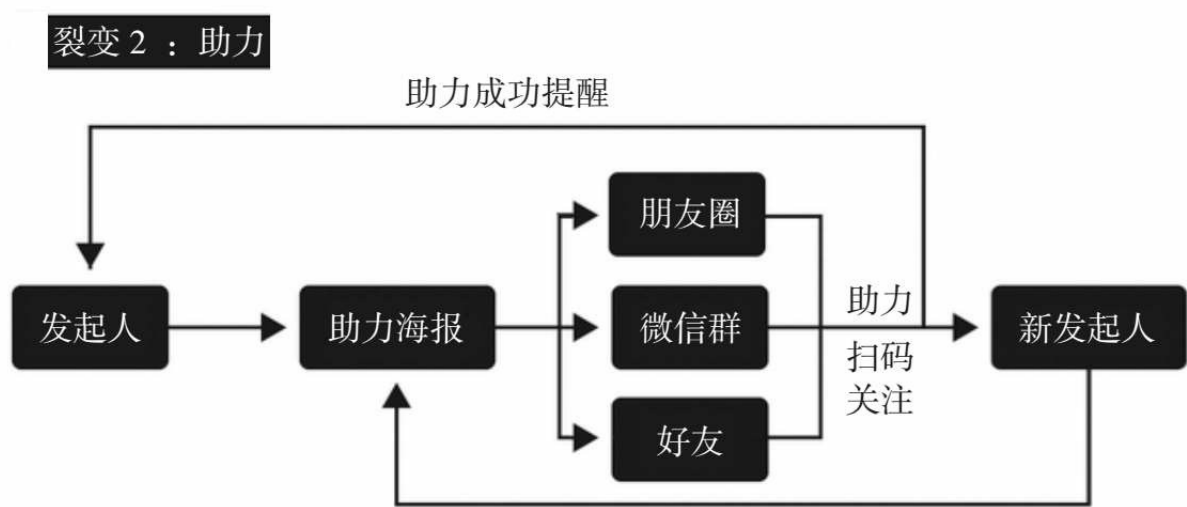 裂变 2 ：助力
助力成功提醒
朋友圈
发起人
助力海报
微信群
助力
扫码
关注
新发起人
好友